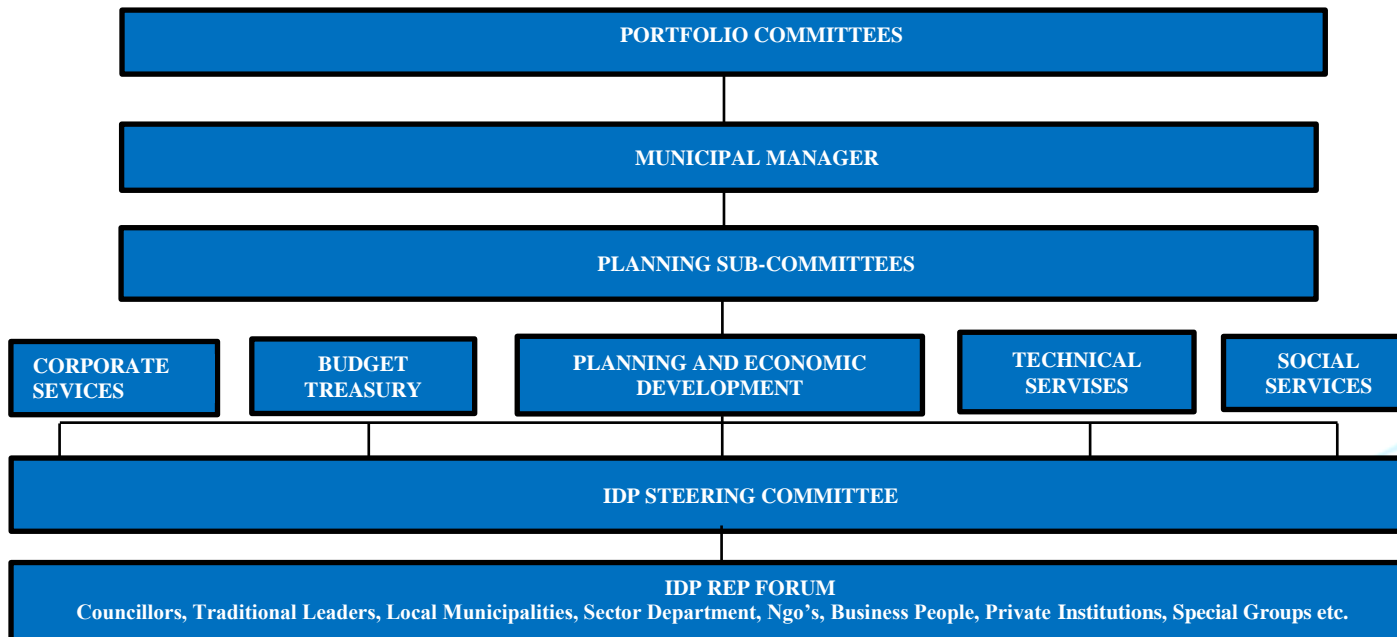 PORTFOLIO COMMITTEES
MUNICIPAL MANAGER
PLANNING SUB-COMMITTEES
CORPORATE
SEVICES
BUDGET
TREASURY
PLANNING AND ECONOMIC
DEVELOPMENT
TECHNICAL
SERVISES
SOCIAL
SERVICES
IDP STEERING COMMITTEE
IDP REP FORUM
Councillors, Traditional Leaders, Local Municipalities, Sector Department, Ngo’s, Business People, Private Institutions, Special Groups etc.